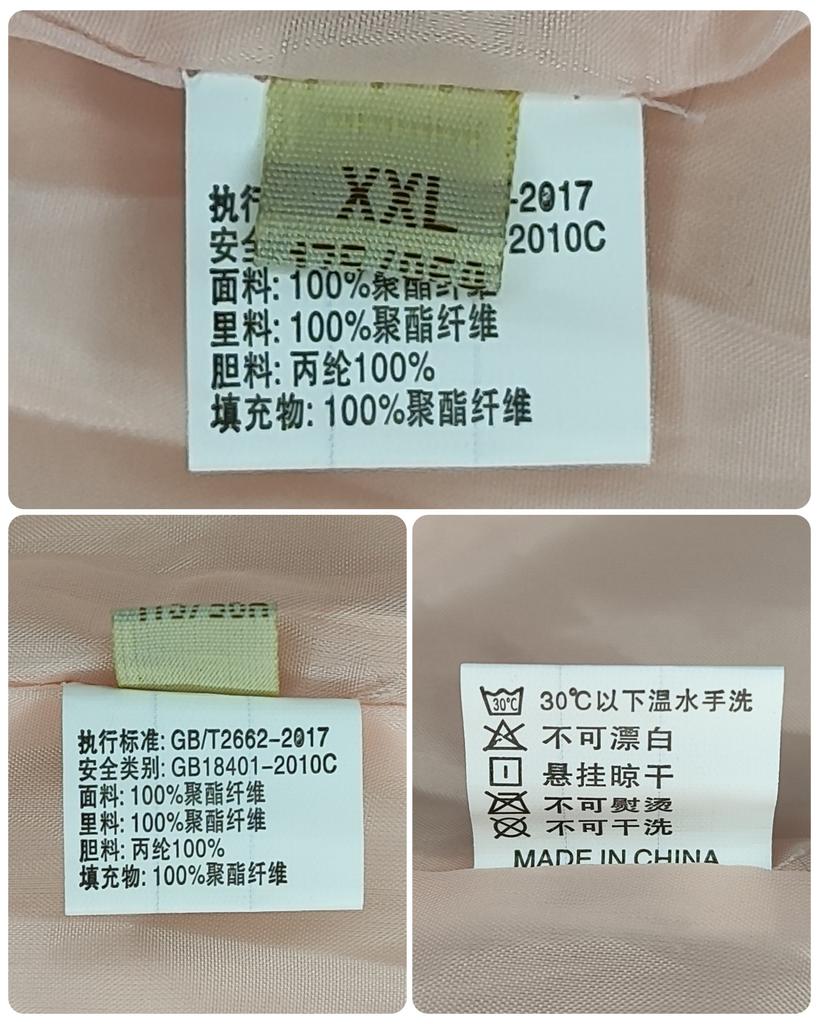 XXL
执行
-2017
安全
2010C
面料: 100%聚酯纤维
里料: 100%聚酯纤维
胆料: 丙纶100%
填充物: 100%聚酯纤维
执行标准: GB/T2662-2017
安全类别: GB18401-2010C
面料: 100%聚酯纤维
里料: 100%聚酯纤维
胆料: 丙纶100%
填充物: 100%聚酯纤维
30℃ 30℃以下温水手洗
不可漂白
悬挂晾干
不可熨烫
不可干洗
MADE IN CHINA